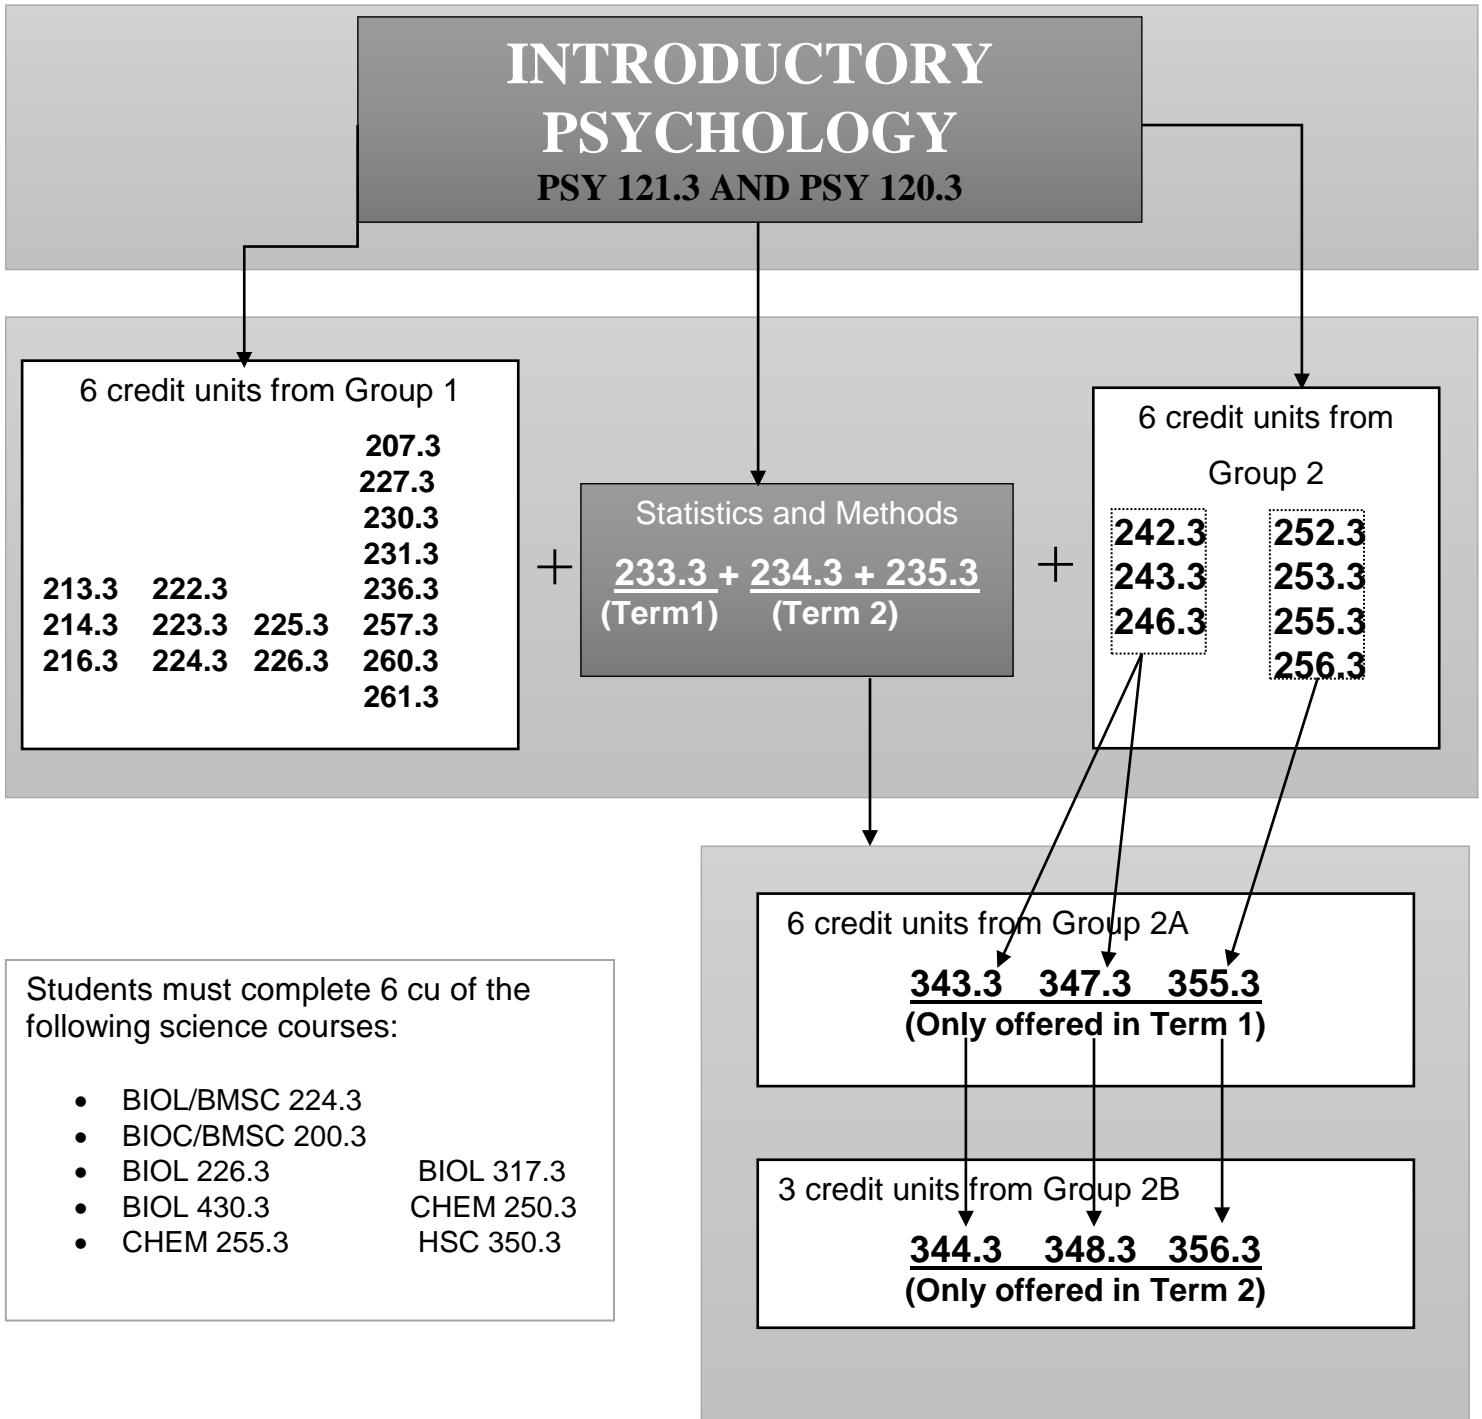 INTRODUCTORY
PSYCHOLOGY
PSY 121.3 AND PSY 120.3
6 credit units from Group 1
207.3
227.3
230.3
231.3
213.3 222.3 236.3
214.3 223.3 225.3 257.3
216.3 224.3 226.3 260.3
261.3
+
Statistics and Methods
233.3 + 234.3 + 235.3
(Term1) (Term 2)
+
6 credit units from
Group 2
242.3 252.3
243.3 253.3
246.3 255.3
256.3
6 credit units from Group 2A
343.3 347.3 355.3
(Only offered in Term 1)
3 credit units from Group 2B
344.3 348.3 356.3
(Only offered in Term 2)
Students must complete 6 cu of the
following science courses:
• BIOL/BMSC 224.3
• BIOC/BMSC 200.3
• BIOL 226.3 BIOL 317.3
• BIOL 430.3 CHEM 250.3
• CHEM 255.3 HSC 350.3